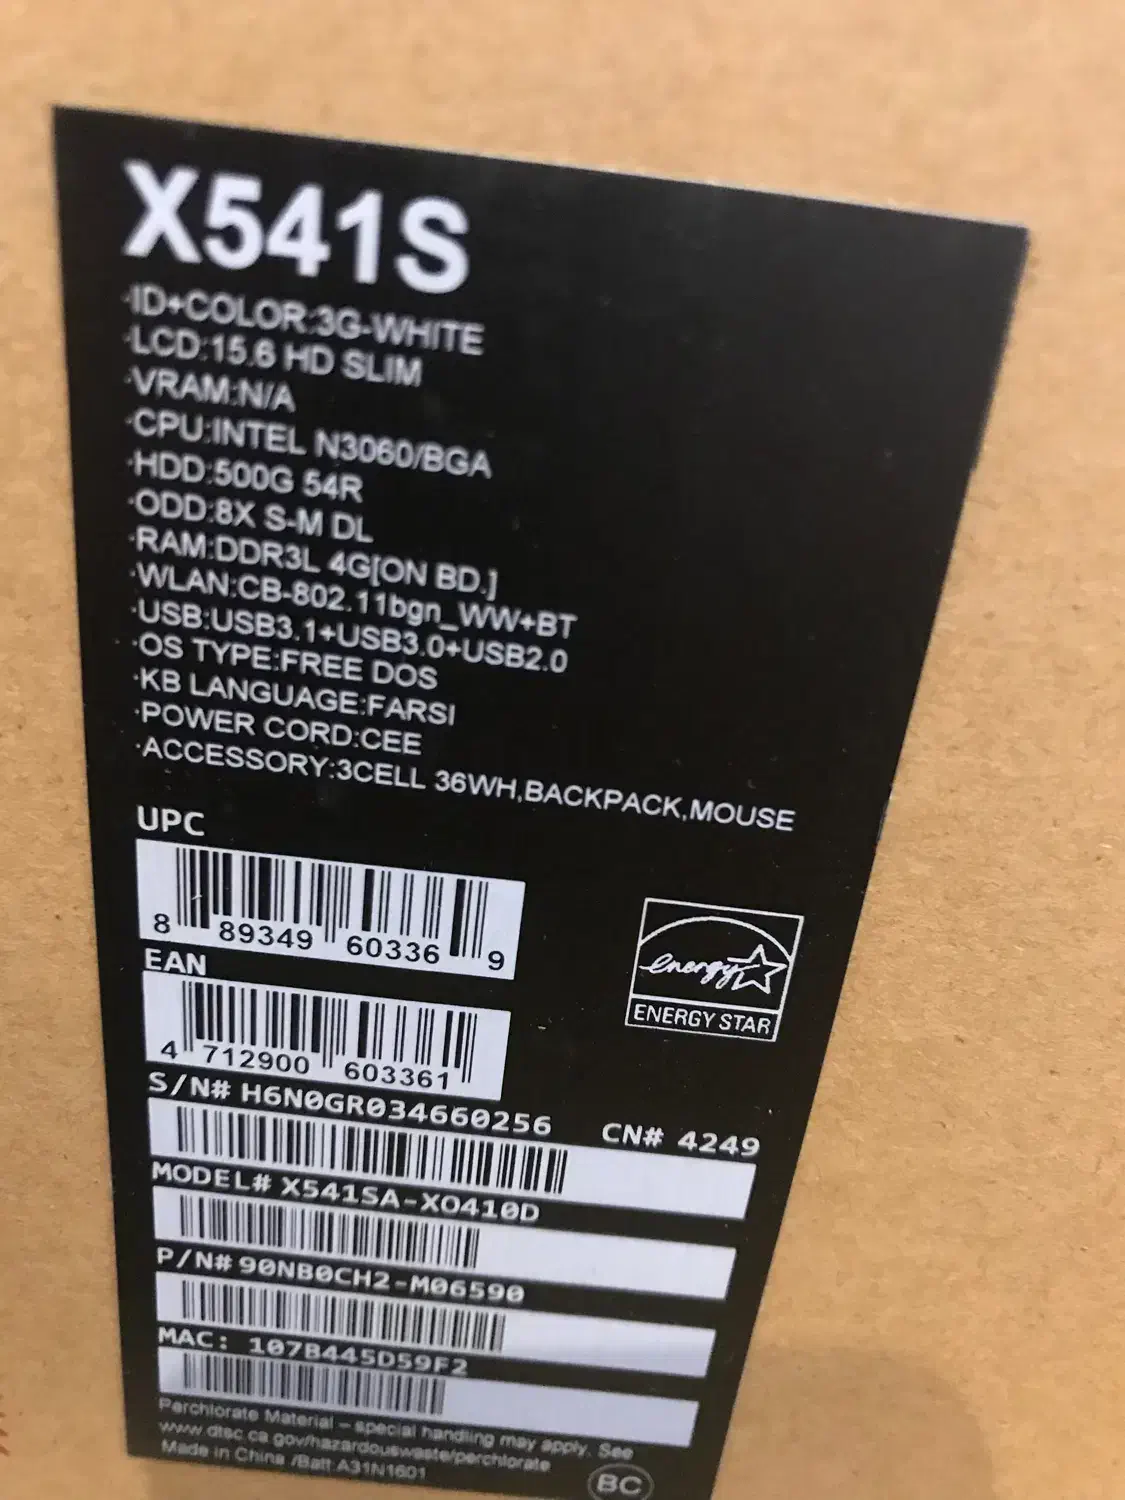 X541S
·ID+COLOR:3G-WHITE
·LCD:15.6 HD SLIM
·VRAM:N/A
·CPU:INTEL N3060/BGA
·HDD:500G 54R
·ODD:8X S-M DL
·RAM:DDR3L 4G[ON BD.]
·WLAN:CB-802.11bgn_WW+BT
·USB:USB3.1+USB3.0+USB2.0
·OS TYPE:FREE DOS
·KB LANGUAGE:FARSI
·POWER CORD:CEE
·ACCESSORY:3CELL 36WH,BACKPACK,MOUSE
UPC
8 89349 60336 9
EAN
4 712900 603361
energy
ENERGY STAR
S/N# H6N0GR034660256 CN# 4249
MODEL# X541SA-XO410D
P/N# 90NB0CH2-M06590
MAC: 107B445D59F2
Perchlorate Material – special handling may apply. See
www.dtsc.ca.gov/hazardouswaste/perchlorate
Made in China /Batt A31N1601
BC